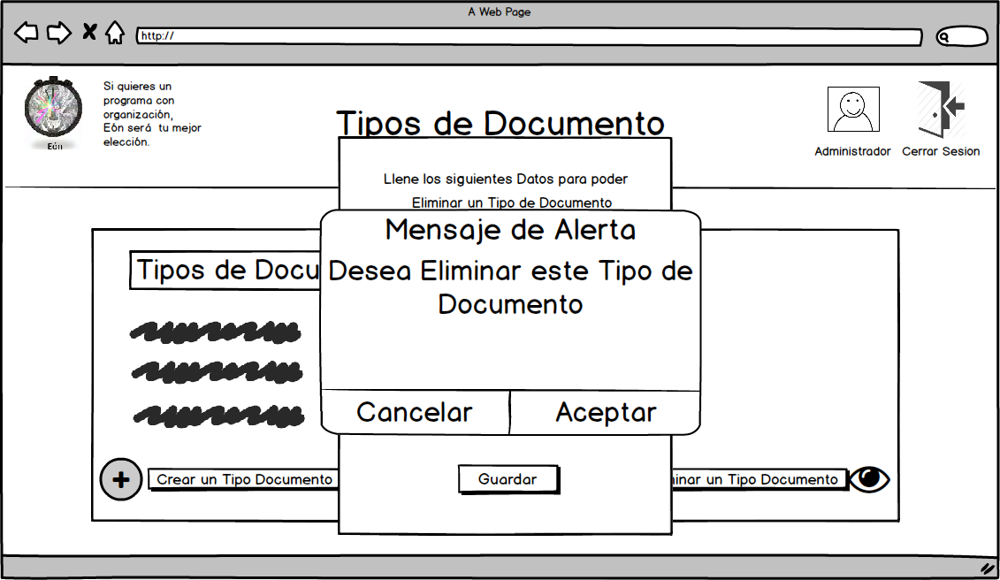 A Web Page
http://
Si quieres un
programa con
organización,
Eón será tu mejor
elección.
Eón
Tipos de Documento
Administrador
Cerrar Sesion
Llene los siguientes Datos para poder
Eliminar un Tipo de Documento
Mensaje de Alerta
Tipos de Docu
Desea Eliminar este Tipo de
Documento
Cancelar
Aceptar
Crear un Tipo Documento
Guardar
inar un Tipo Documento